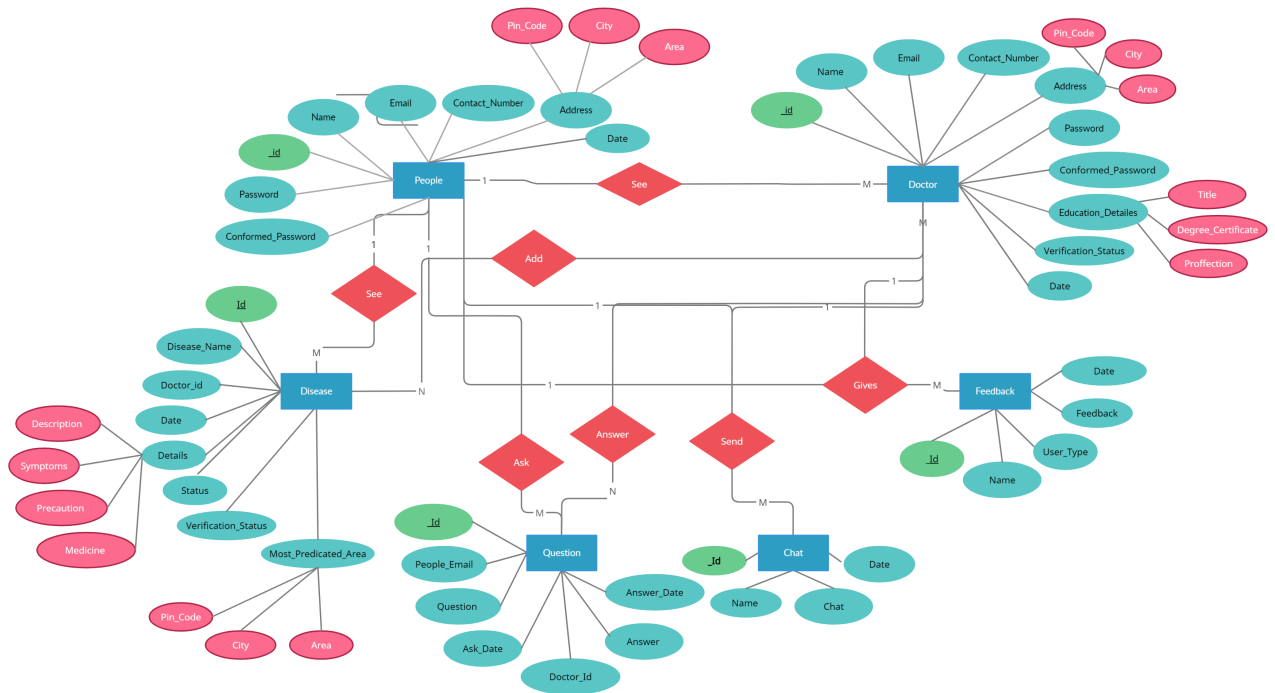 Pin_Code
City
Area
Pin_Code
City
Name
Email
Contact_Number
Address
Area
Name
Email
Contact_Number
Address
_id
Date
Password
_id
People
1
See
M
Doctor
Conformed_Password
Password
Education_Detailes
Title
Conformed_Password
M
Degree_Certificate
1
1
Add
Verification_Status
Proffection
See
1
Date
Id
1
1
Disease_Name
M
Date
Doctor_id
Disease
N
1
Gives
M
Feedback
Date
Feedback
Description
Details
Answer
Send
User_Type
Symptoms
Ask
_Id
Status
Name
Precaution
N
M
Verification_Status
_Id
M
Medicine
Most_Predicated_Area
People_Email
Question
_Id
Chat
Date
Question
Answer_Date
Name
Chat
Pin_Code
City
Area
Ask_Date
Answer
Doctor_Id